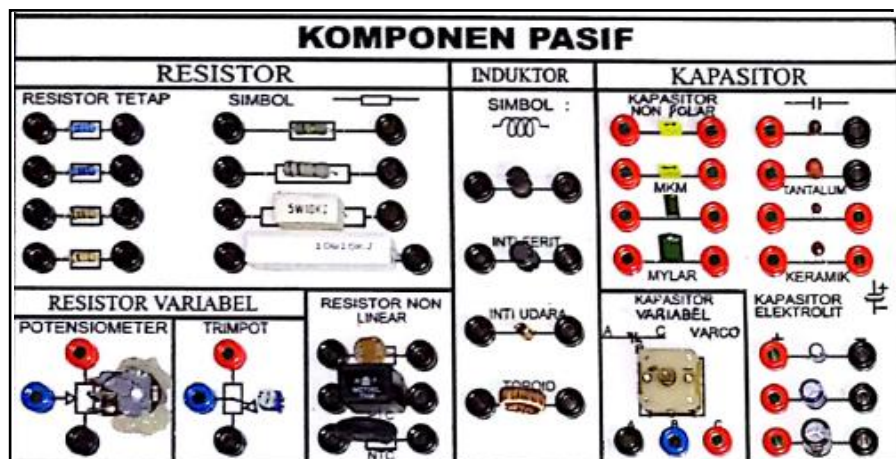 KOMPONEN PASIF
RESISTOR
RESISTOR TETAP
SIMBOL
5W10KΩ
RESISTOR VARIABEL
POTENSIOMETER
TRIMPOT
RESISTOR NON
LINEAR
NTC
INDUKTOR
SIMBOL :
INTI FERIT
INTI UDARA
TOROID
KAPASITOR
KAPASITOR
NON POLAR
MKM
TANTALUM
MYLAR
KERAMIK
KAPASITOR
VARIABEL
A C VARCO
A B C
KAPASITOR
ELEKTROLIT